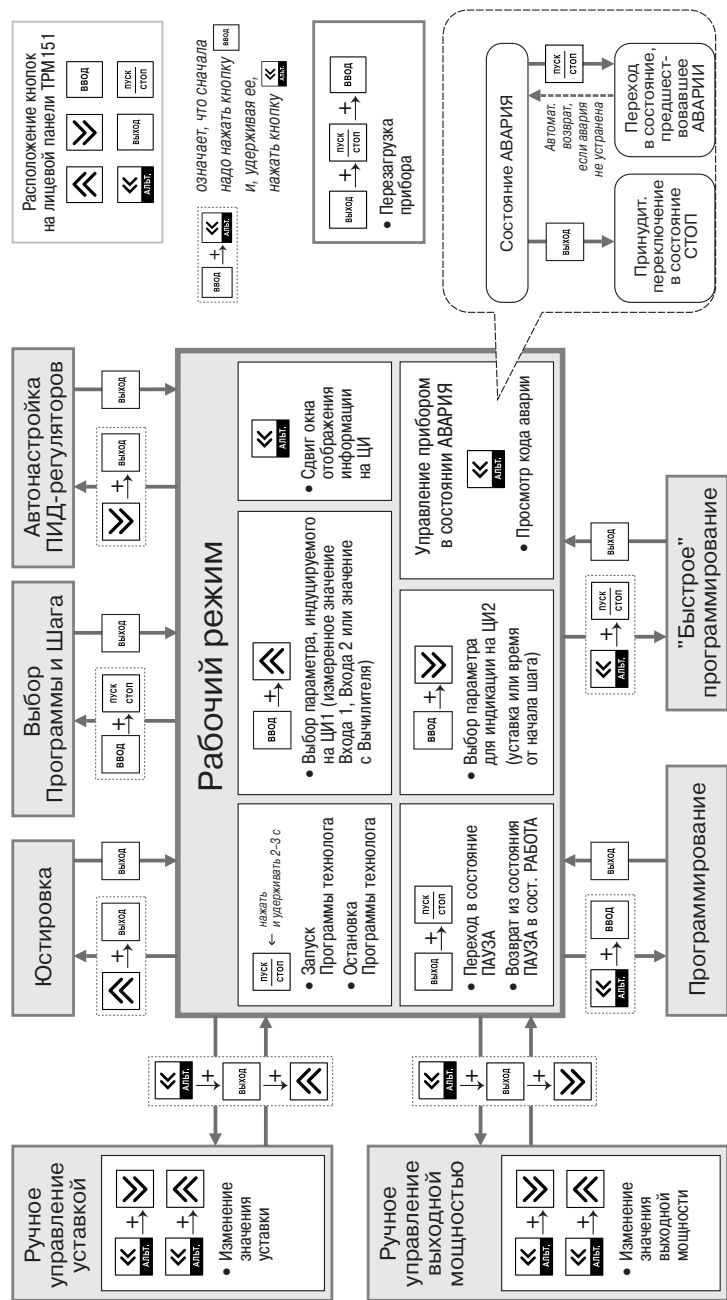 Ручное
управление
выходной
мощностью
АЛЬТ.
АЛЬТ.
• Изменение
значения
выходной
мощности
Ручное
управление
уставкой
АЛЬТ.
АЛЬТ.
• Изменение
значения
уставки
АЛЬТ.
ВЫХОД
АЛЬТ.
ВЫХОД
Программирование
АЛЬТ.
ВВОД
ВЫХОД
"Быстрое"
программирование
АЛЬТ.
ПУСК
СТОП
ВЫХОД
Рабочий режим
ВЫХОД
ПУСК
СТОП
• Переход в состояние
ПАУЗА
• Возврат из состояния
ПАУЗА в сост. РАБОТА
ПУСК
СТОП
← нажать
и удерживать 2–3 с
• Запуск
Программы технолога
• Остановка
Программы технолога
ВВОД
• Выбор параметра
для индикации на ЦИ2
(уставка или время
от начала шага)
ВВОД
• Выбор параметра, индуцируемого
на ЦИ1 (измеренное значение
Входа 1, Входа 2 или значение
с Вычилителя)
Управление прибором
в состоянии АВАРИЯ
АЛЬТ.
• Просмотр кода аварии
АЛЬТ.
• Сдвиг окна
отображения
информации
на ЦИ
Юстировка
ВЫХОД
ВЫХОД
Выбор
Программы и Шага
ВВОД
ПУСК
СТОП
ВЫХОД
Автонастройка
ПИД-регуляторов
ВЫХОД
ВЫХОД
Состояние АВАРИЯ
ВЫХОД
ПУСК
СТОП
Автомат.
возврат,
если авария
не устранена
Принудит.
переключение
в состояние
СТОП
Переход
в состояние,
предшест-
вовавшее
АВАРИИ
Расположение кнопок
на лицевой панели ТРМ151
ВВОД
АЛЬТ.
ВЫХОД
ПУСК
СТОП
ВВОД
АЛЬТ.
означает, что сначала
надо нажать кнопку ВВОД
и, удерживая ее,
нажать кнопку АЛЬТ.
ВЫХОД
ПУСК
СТОП
ВВОД
• Перезагрузка
прибора